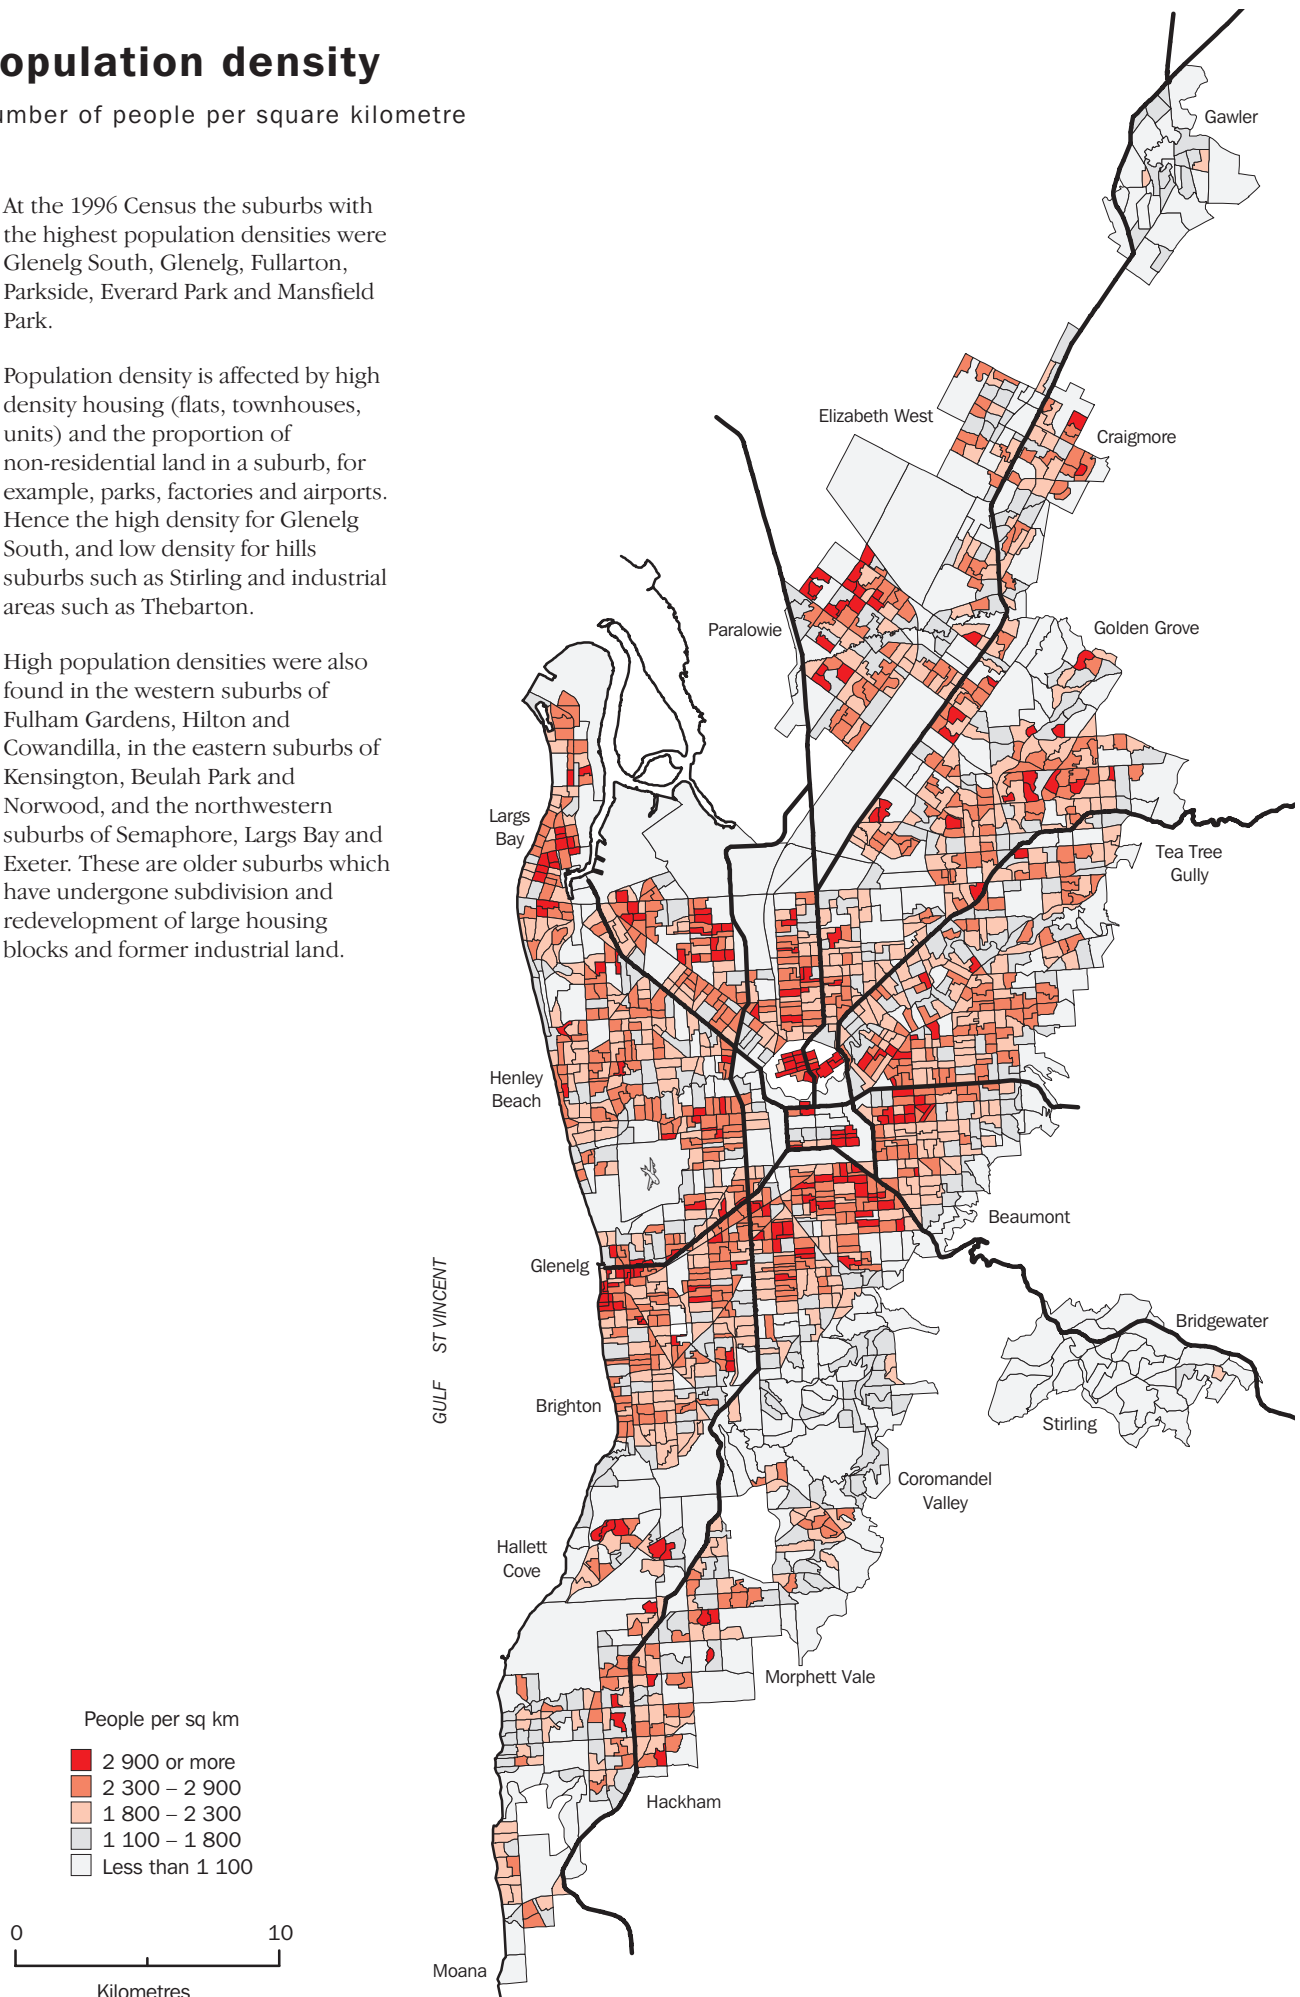 opulation density
umber of people per square kilometre
At the 1996 Census the suburbs with
the highest population densities were
Glenelg South, Glenelg, Fullarton,
Parkside, Everard Park and Mansfield
Park.
Population density is affected by high
density housing (flats, townhouses,
units) and the proportion of
non-residential land in a suburb, for
example, parks, factories and airports.
Hence the high density for Glenelg
South, and low density for hills
suburbs such as Stirling and industrial
areas such as Thebarton.
High population densities were also
found in the western suburbs of
Fulham Gardens, Hilton and
Cowandilla, in the eastern suburbs of
Kensington, Beulah Park and
Norwood, and the northwestern
suburbs of Semaphore, Largs Bay and
Exeter. These are older suburbs which
have undergone subdivision and
redevelopment of large housing
blocks and former industrial land.
Gawler
Elizabeth West
Craigmore
Paralowie
Golden Grove
Largs
Bay
Tea Tree
Gully
Henley
Beach
Beaumont
Glenelg
GULF ST VINCENT
Bridgewater
Brighton
Stirling
Coromandel
Valley
Hallett
Cove
Morphett Vale
Hackham
Moana
People per sq km
2 900 or more
2 300 – 2 900
1 800 – 2 300
1 100 – 1 800
Less than 1 100
0 10
Kilometres